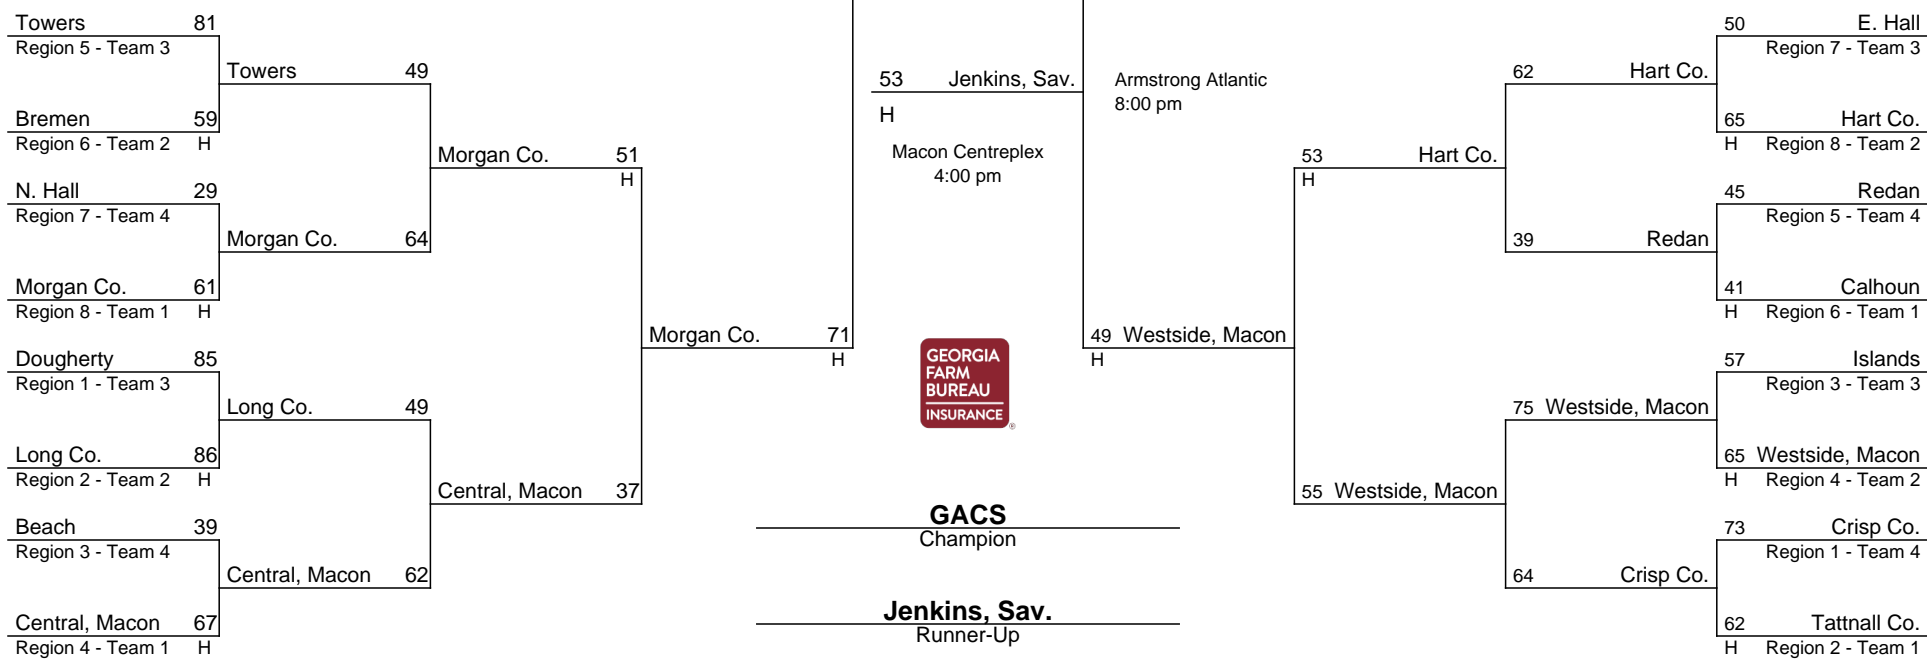 Towers 81
Region 5 - Team 3
Towers 49
Bremen 59
Region 6 - Team 2 H
Morgan Co. 51
H
N. Hall 29
Region 7 - Team 4
Morgan Co. 64
Morgan Co. 61
Region 8 - Team 1 H
Morgan Co. 71
H
Dougherty 85
Region 1 - Team 3
Long Co. 49
Long Co. 86
Region 2 - Team 2 H
Central, Macon 37
Beach 39
Region 3 - Team 4
Central, Macon 62
Central, Macon 67
Region 4 - Team 1 H
53 Jenkins, Sav.
H
Armstrong Atlantic
8:00 pm
Macon Centreplex
4:00 pm
GEORGIA
FARM
BUREAU
INSURANCE
®
GACS
Champion
Jenkins, Sav.
Runner-Up
49 Westside, Macon
H
53 Hart Co.
H
55 Westside, Macon
62 Hart Co.
39 Redan
75 Westside, Macon
64 Crisp Co.
50 E. Hall
Region 7 - Team 3
65 Hart Co.
H Region 8 - Team 2
45 Redan
Region 5 - Team 4
41 Calhoun
H Region 6 - Team 1
57 Islands
Region 3 - Team 3
65 Westside, Macon
H Region 4 - Team 2
73 Crisp Co.
Region 1 - Team 4
62 Tattnall Co.
H Region 2 - Team 1